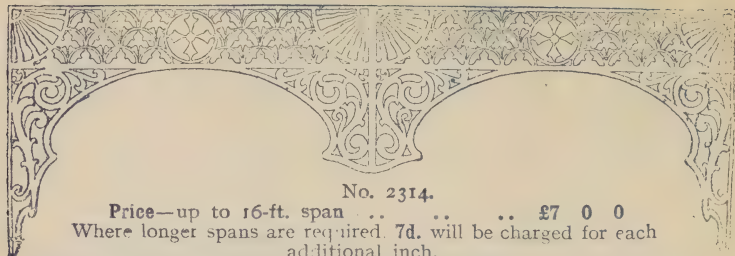 No. 2314.
Price—up to 16-ft. span .. .. .. £7 0 0
Where longer spans are required, 7d. will be charged for each
additional inch.